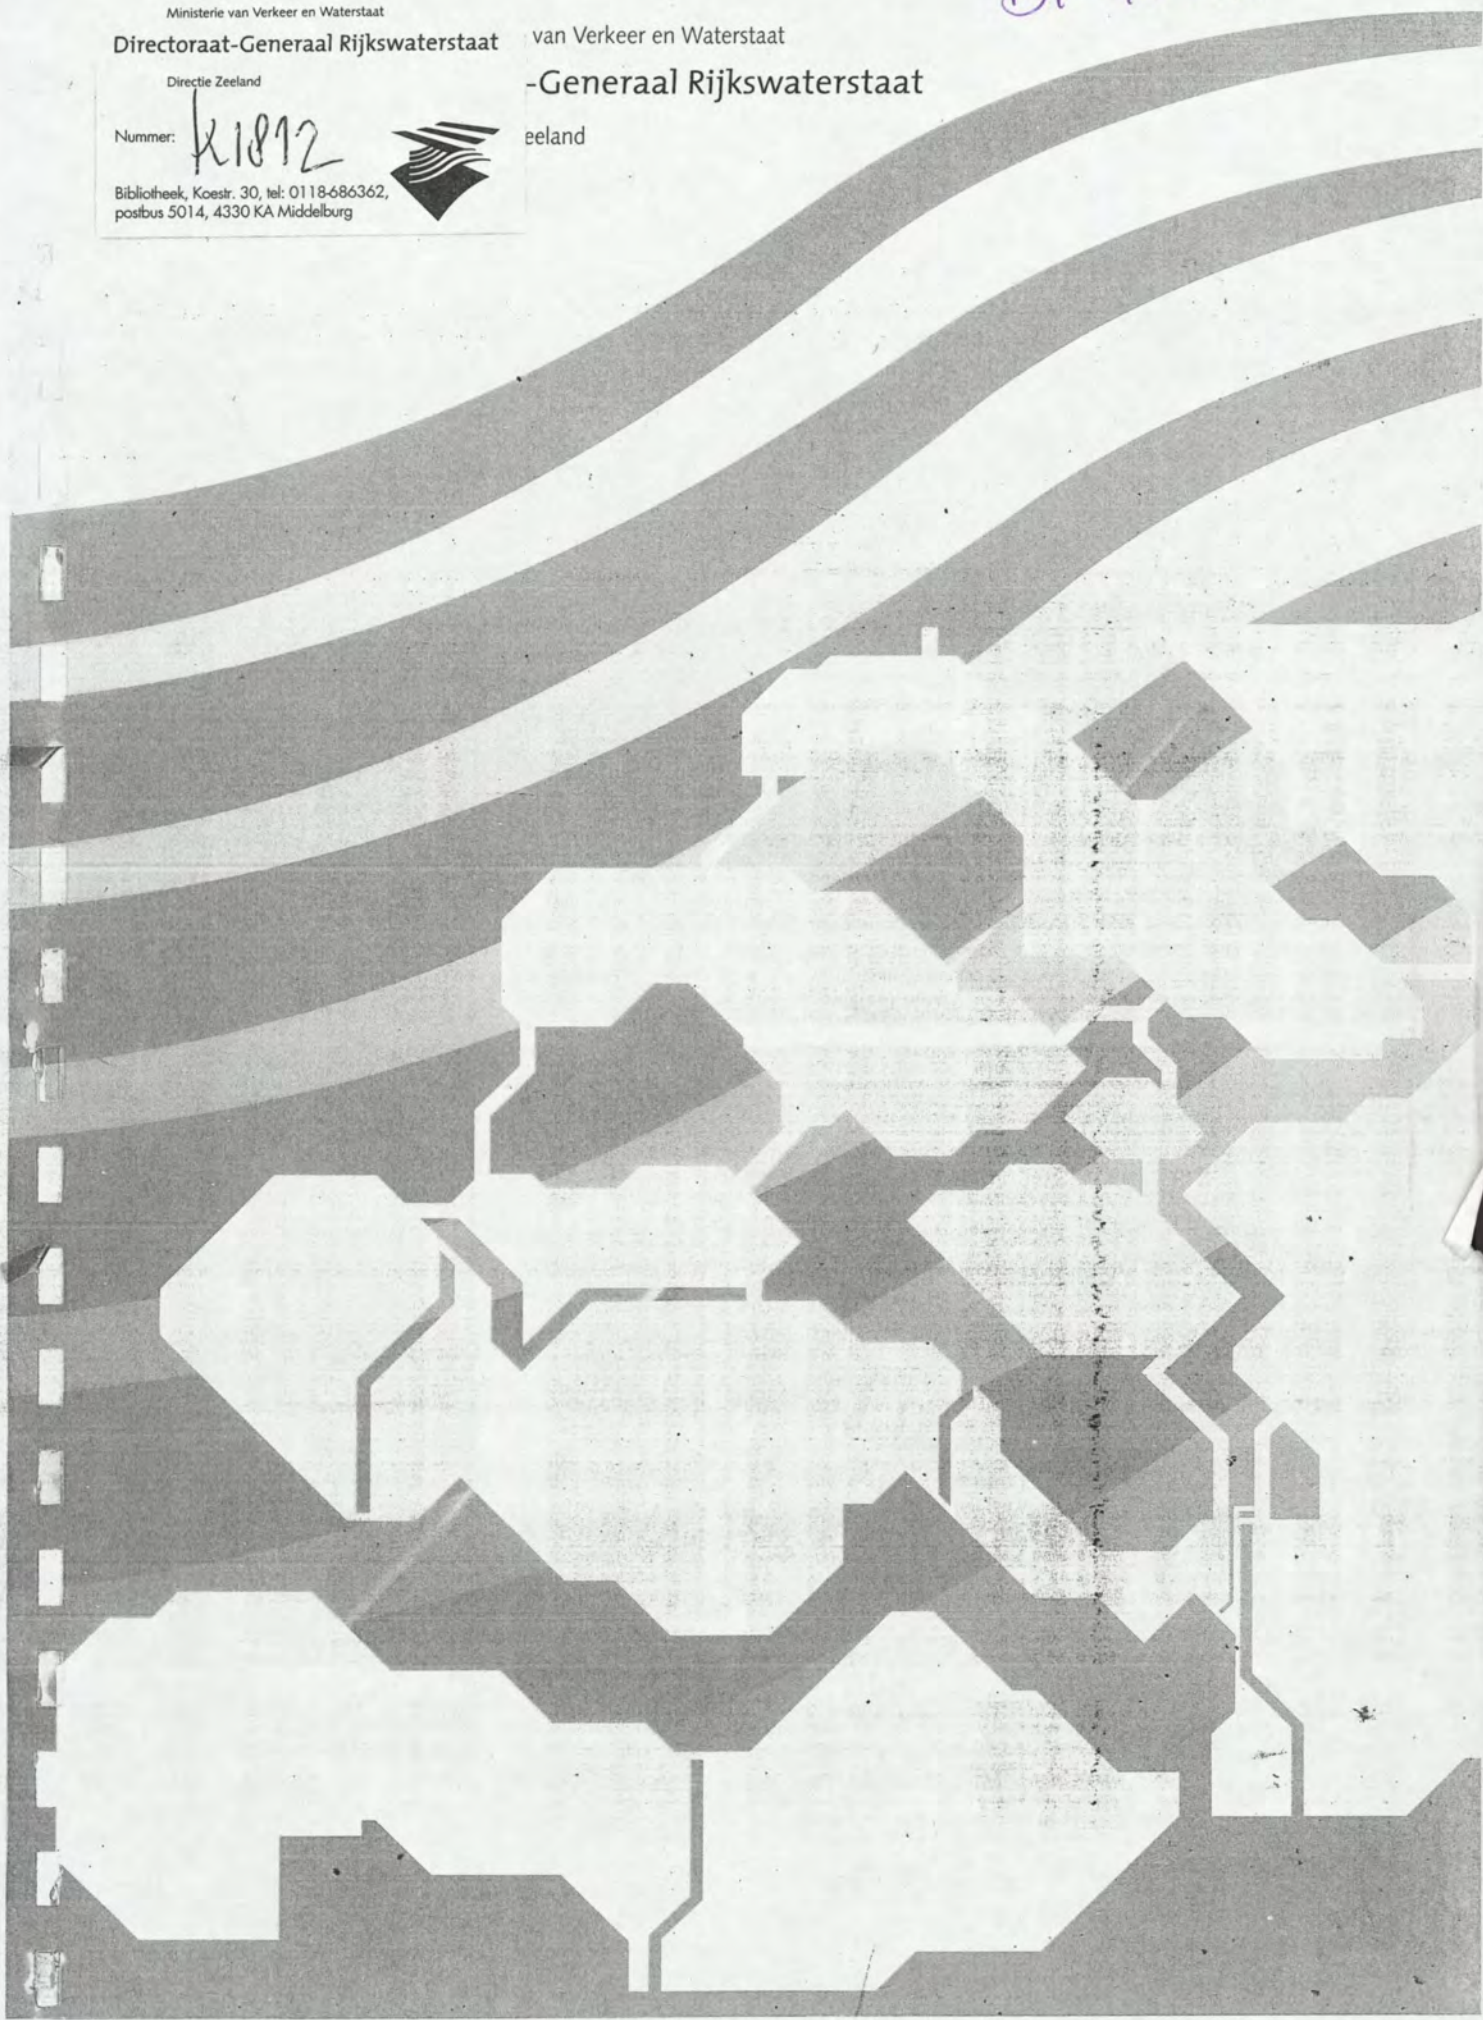 Ministerie van Verkeer en Waterstaat
Directoraat-Generaal Rijkswaterstaat
Directie Zeeland
Nummer: K1892
Bibliotheek, Koestr. 30, tel: 0118-686362,
postbus 5014, 4330 KA Middelburg
van Verkeer en Waterstaat
-Generaal Rijkswaterstaat
eeland